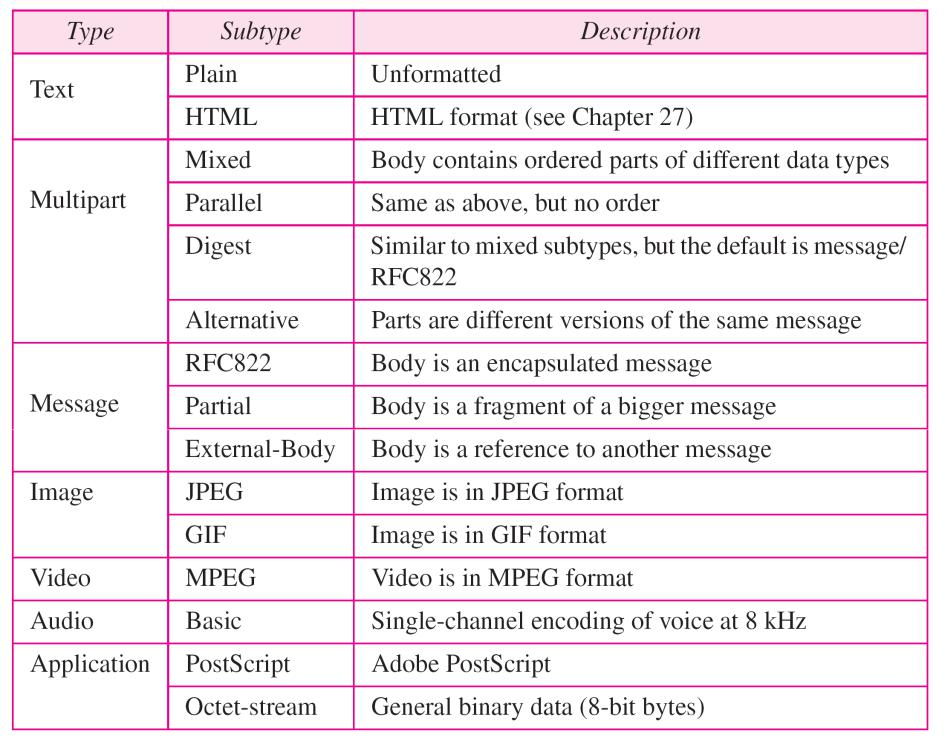 Type Subtype Description
Text Plain Unformatted
HTML HTML format (see Chapter 27)
Multipart Mixed Body contains ordered parts of different data types
Parallel Same as above, but no order
Digest Similar to mixed subtypes, but the default is message/
RFC822
Alternative Parts are different versions of the same message
Message RFC822 Body is an encapsulated message
Partial Body is a fragment of a bigger message
External-Body Body is a reference to another message
Image JPEG Image is in JPEG format
GIF Image is in GIF format
Video MPEG Video is in MPEG format
Audio Basic Single-channel encoding of voice at 8 kHz
Application PostScript Adobe PostScript
Octet-stream General binary data (8-bit bytes)